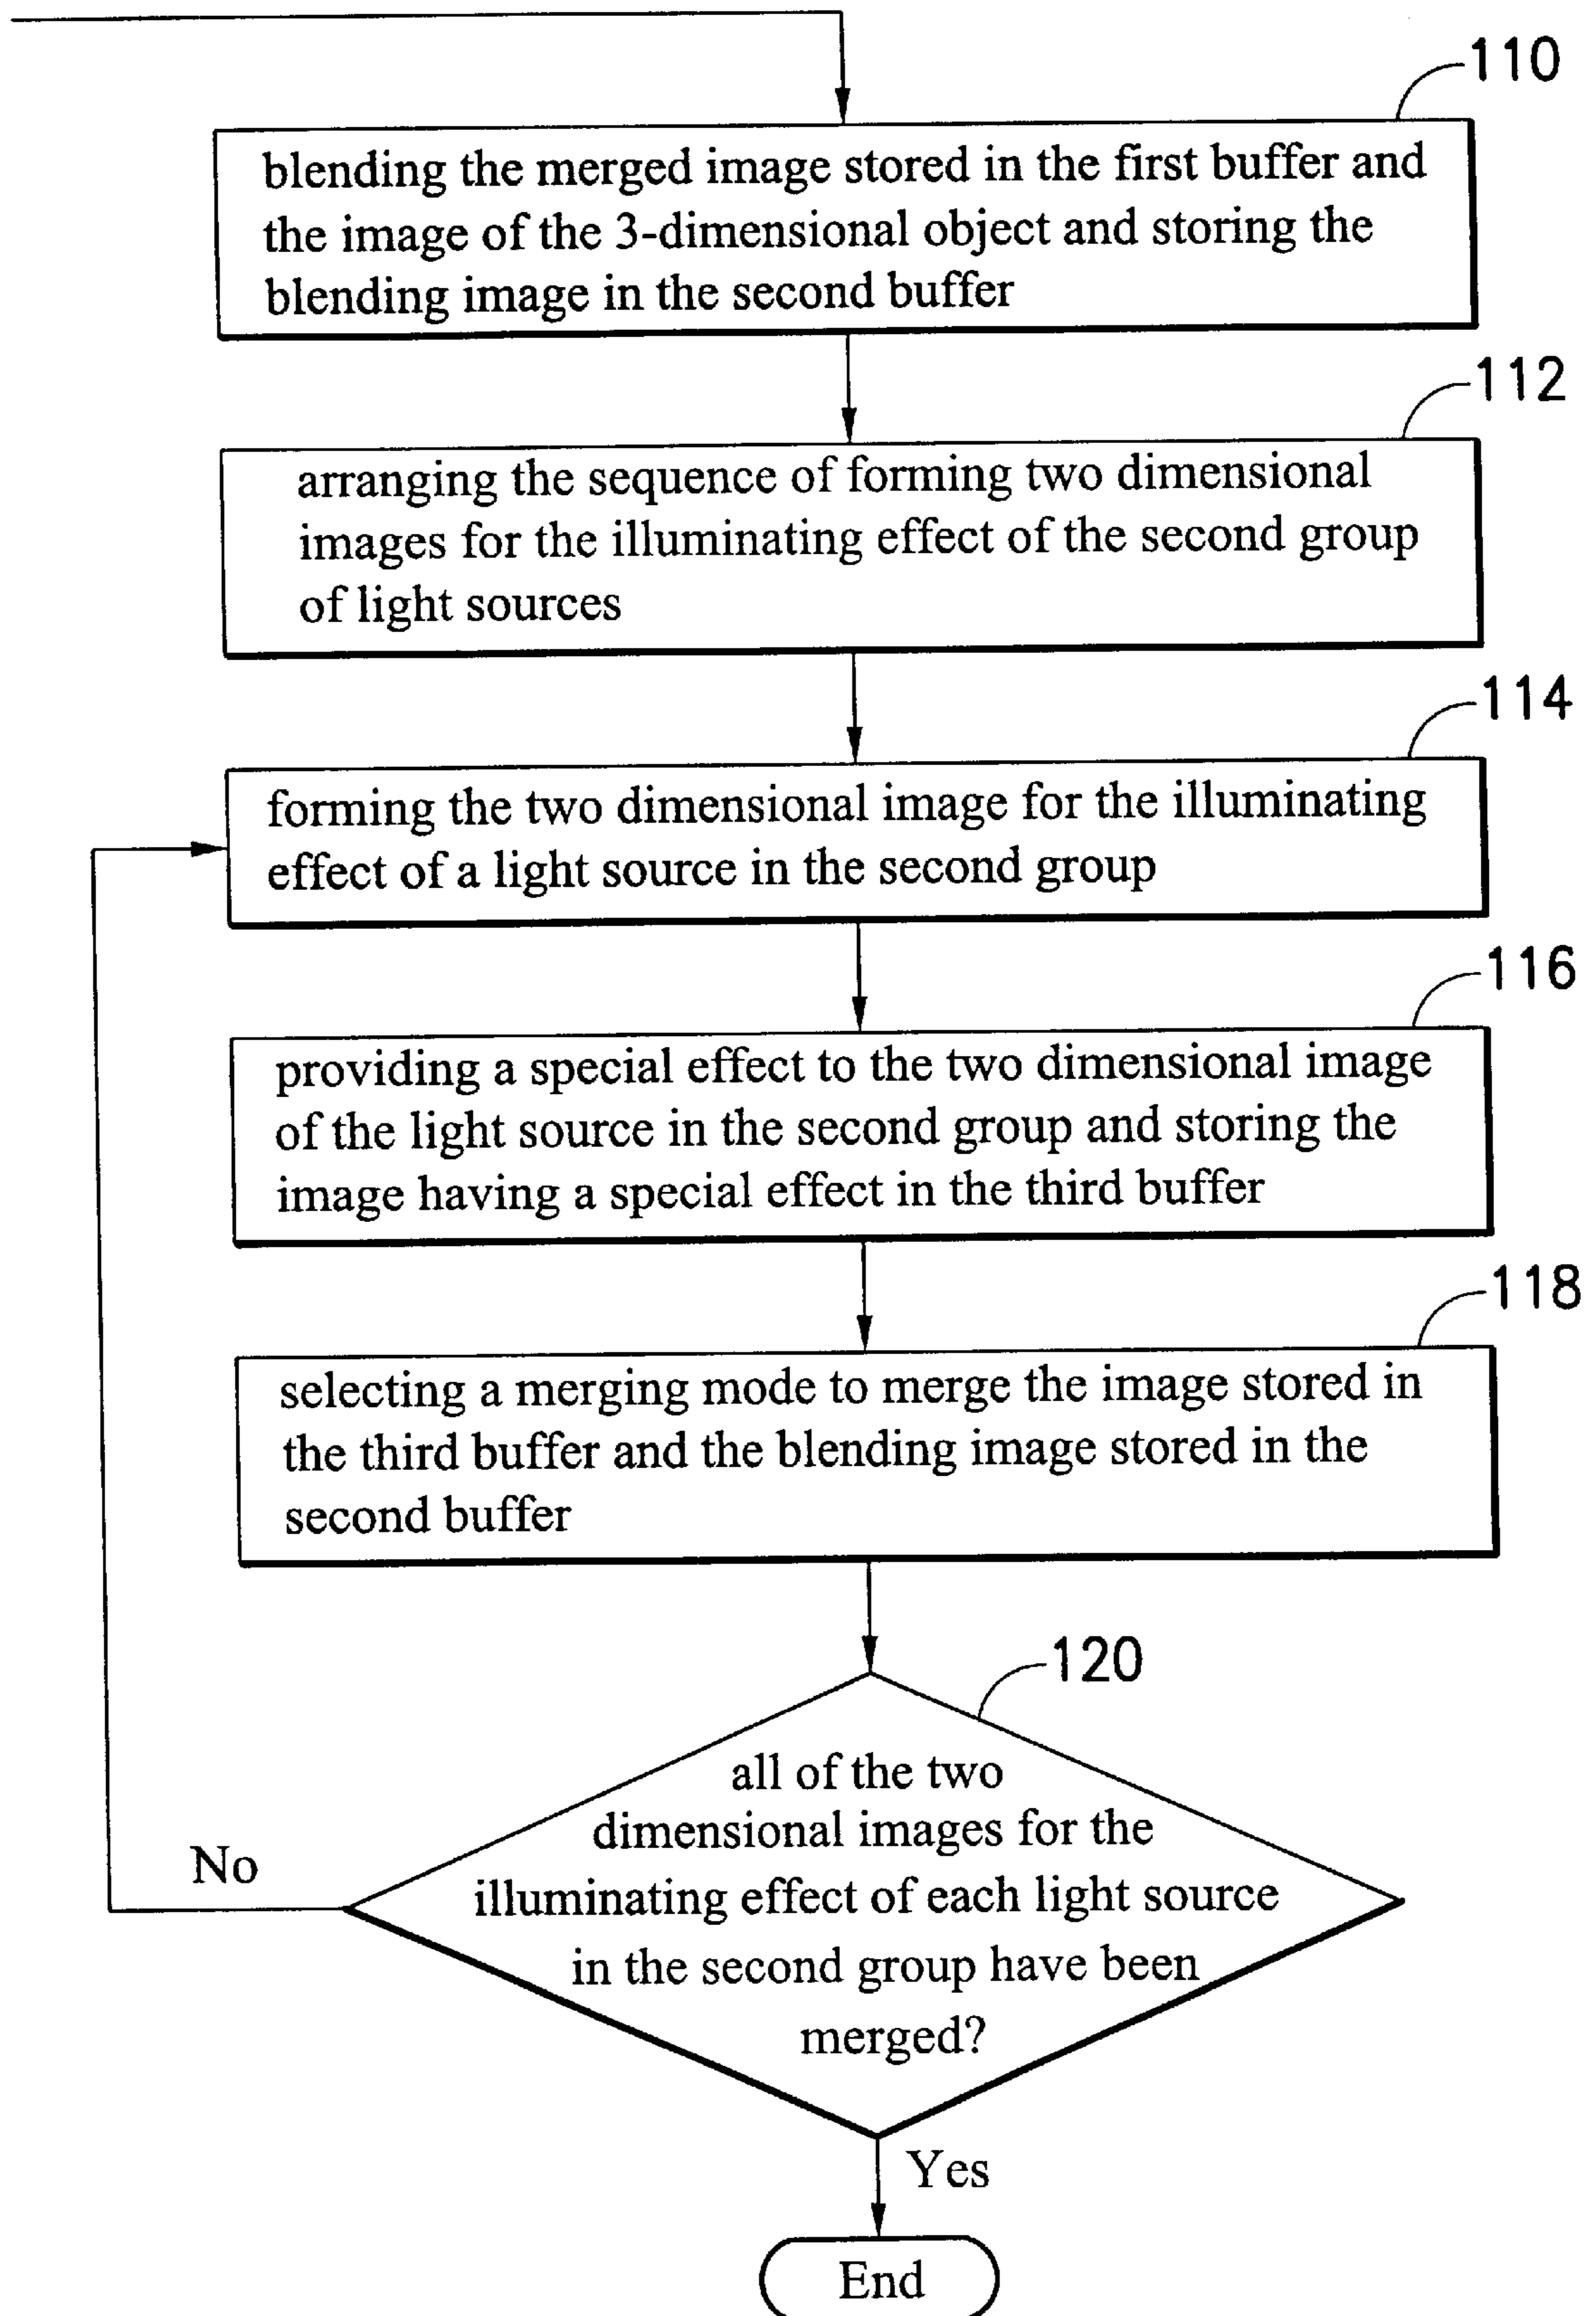 110
blending the merged image stored in the first buffer and
the image of the 3-dimensional object and storing the
blending image in the second buffer
112
arranging the sequence of forming two dimensional
images for the illuminating effect of the second group
of light sources
114
forming the two dimensional image for the illuminating
effect of a light source in the second group
116
providing a special effect to the two dimensional image
of the light source in the second group and storing the
image having a special effect in the third buffer
118
selecting a merging mode to merge the image stored in
the third buffer and the blending image stored in the
second buffer
120
all of the two
dimensional images for the
illuminating effect of each light source
in the second group have been
merged?
No
Yes
End